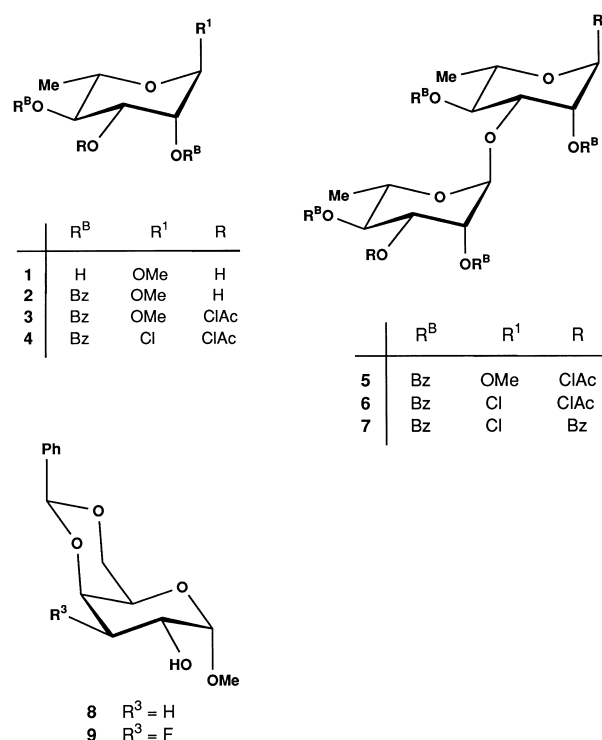 R¹
Me
O
RᴮO
RO
ORᴮ
Rᴮ R¹ R
1 H OMe H
2 Bz OMe H
3 Bz OMe ClAc
4 Bz Cl ClAc
R
Me
O
RᴮO
O
ORᴮ
Me
O
RᴮO
RO
ORᴮ
Rᴮ R¹ R
5 Bz OMe ClAc
6 Bz Cl ClAc
7 Bz Cl Bz
Ph
O
O
O
R³
HO
OMe
8 R³ = H
9 R³ = F